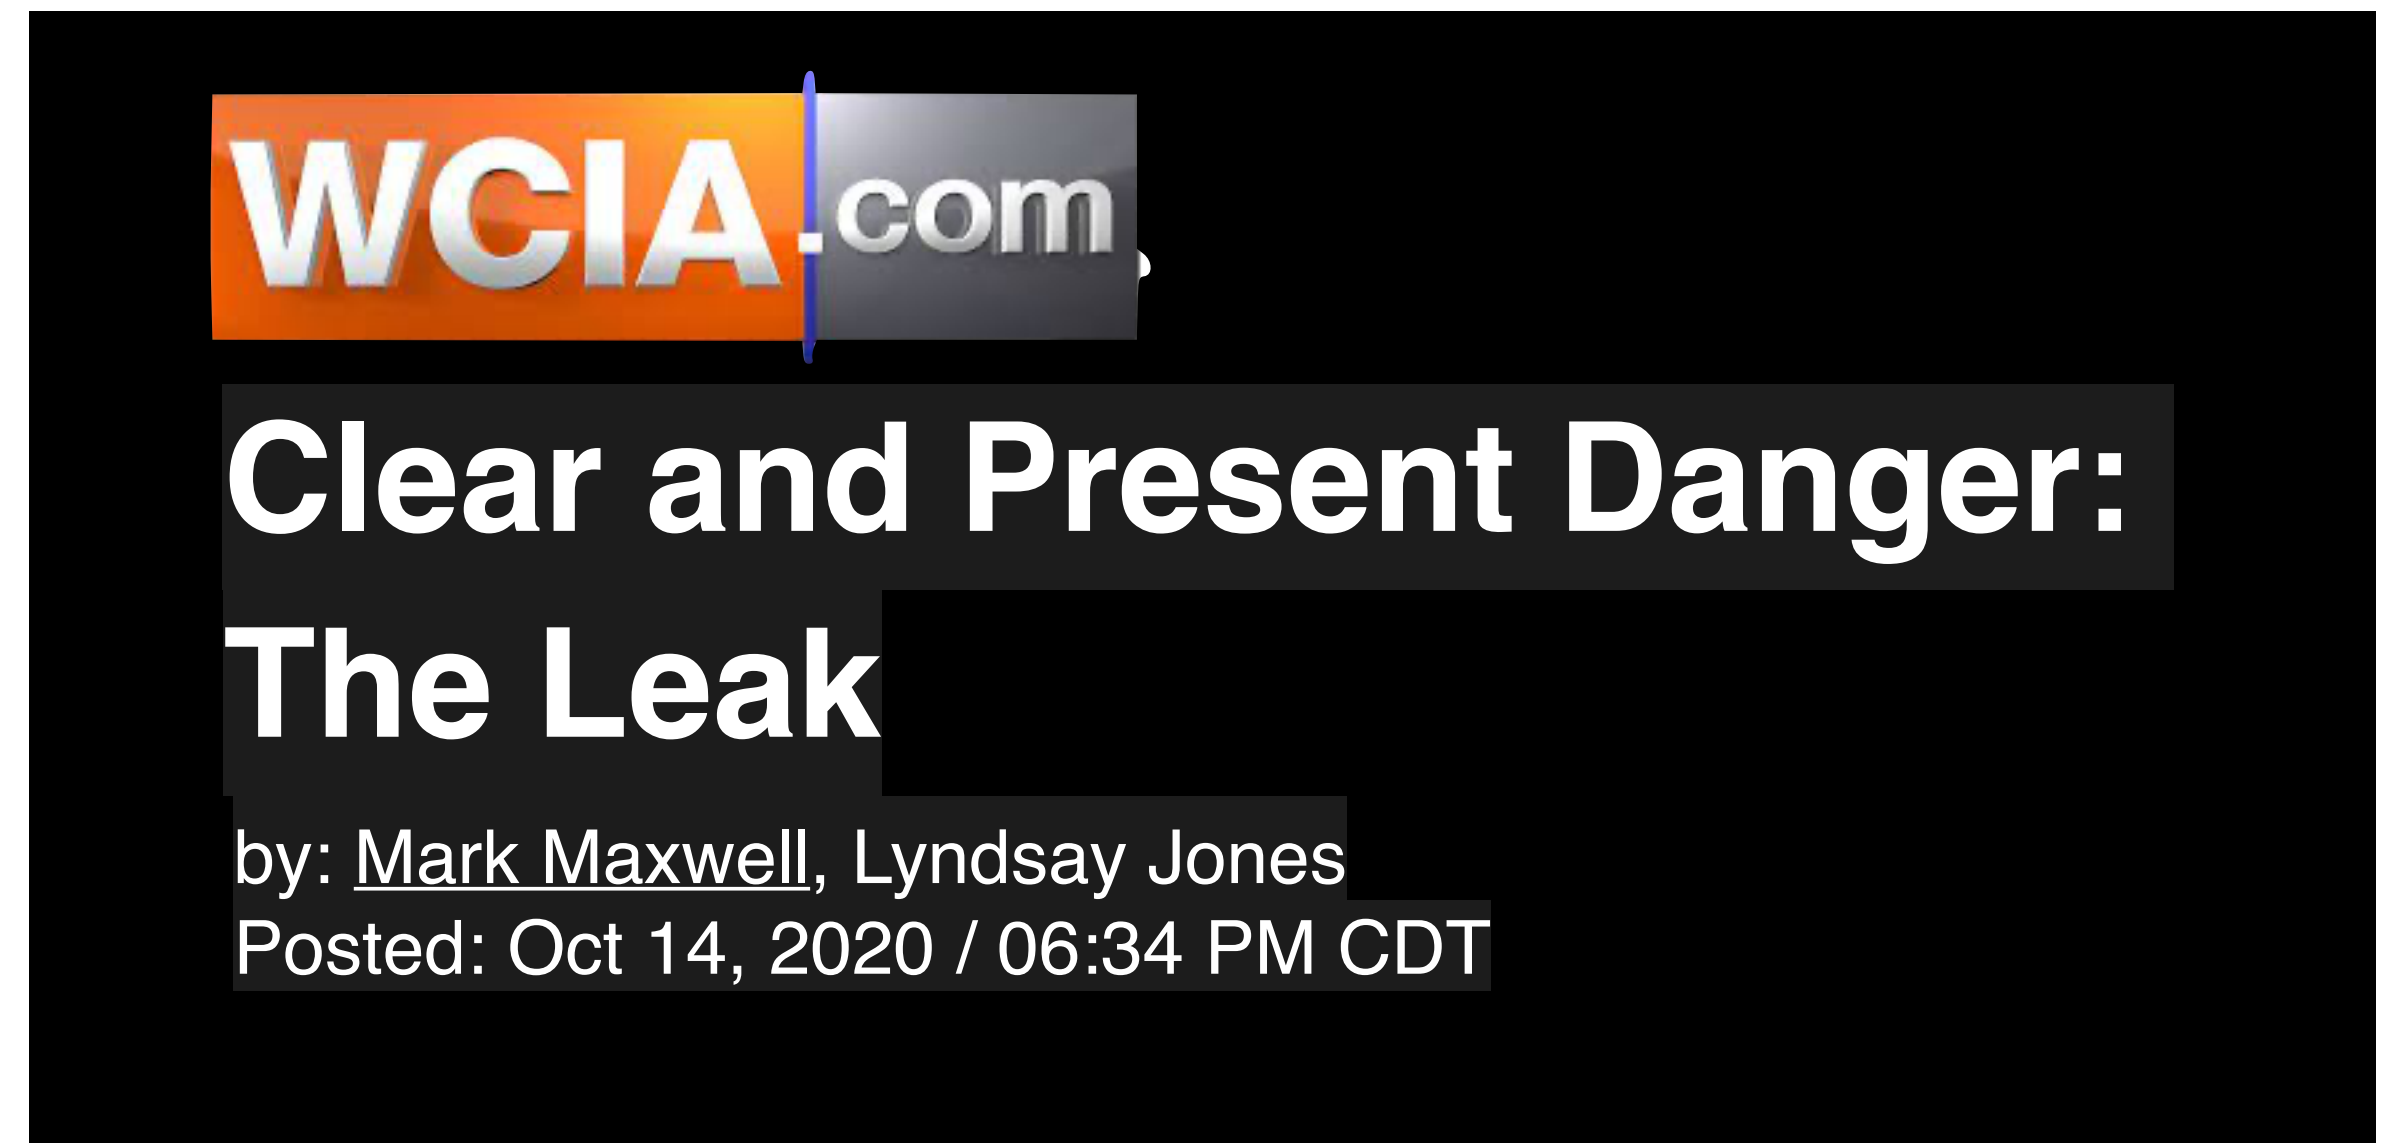 WCIA.com
Clear and Present Danger:
The Leak
by: Mark Maxwell, Lyndsay Jones
Posted: Oct 14, 2020 / 06:34 PM CDT